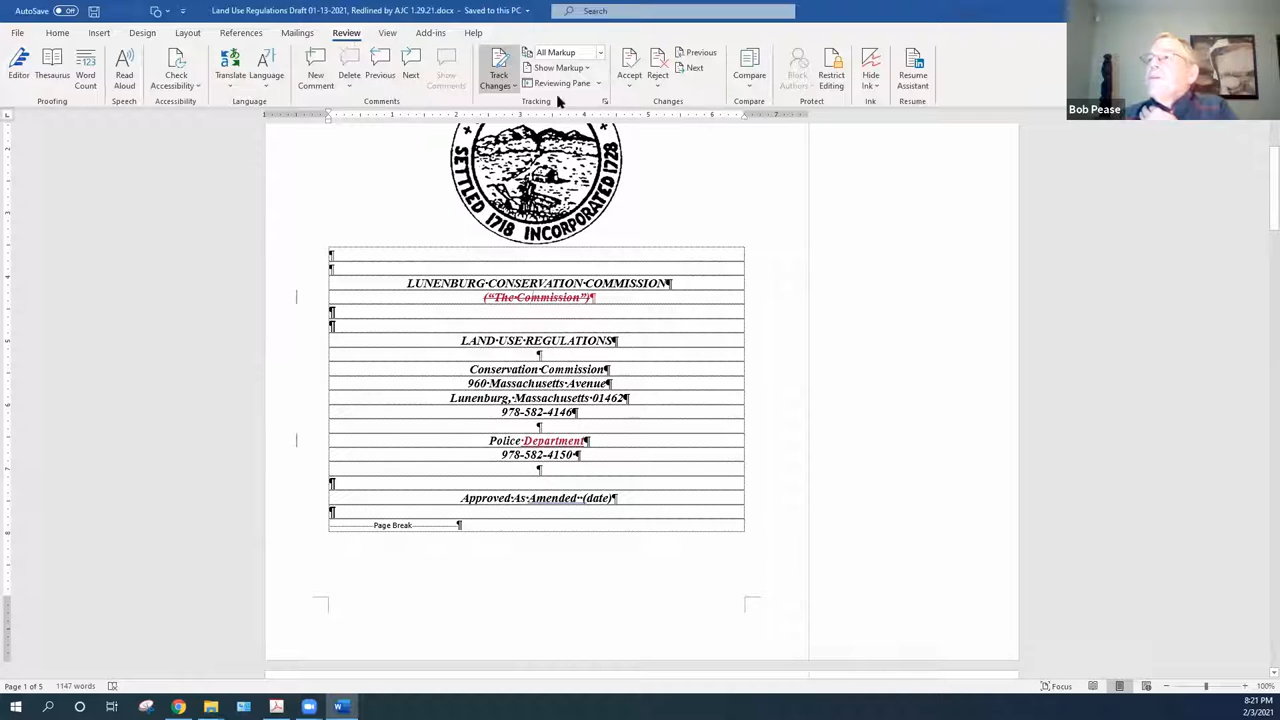 AutoSave Off Land Use Regulations Draft 01-13-2021, Redlined by AJC 1.29.21.docx - Saved to this PC Search
File Home Insert Design Layout References Mailings Review View Add-ins Help
Editor Thesaurus Word Count Read Aloud Check Accessibility Translate Language New Comment Delete Previous Next Show Comments Track Changes All Markup Show Markup Reviewing Pane Accept Reject Previous Next Compare Block Authors Restrict Editing Hide Ink Resume Assistant
Proofing Speech Accessibility Language Comments Tracking Changes Compare Protect Ink Resume
Bob Pease
SETTLED 1718 INCORPORATED 1728
LUNENBURG CONSERVATION COMMISSION¶
("The Commission")¶
LAND USE REGULATIONS¶
Conservation Commission¶
960 Massachusetts Avenue¶
Lunenburg, Massachusetts 01462¶
978-582-4146¶
Police Department¶
978-582-4150¶
Approved As Amended (date)¶
Page Break
Page 1 of 5 1147 words Focus 100%
8:21 PM
2/3/2021